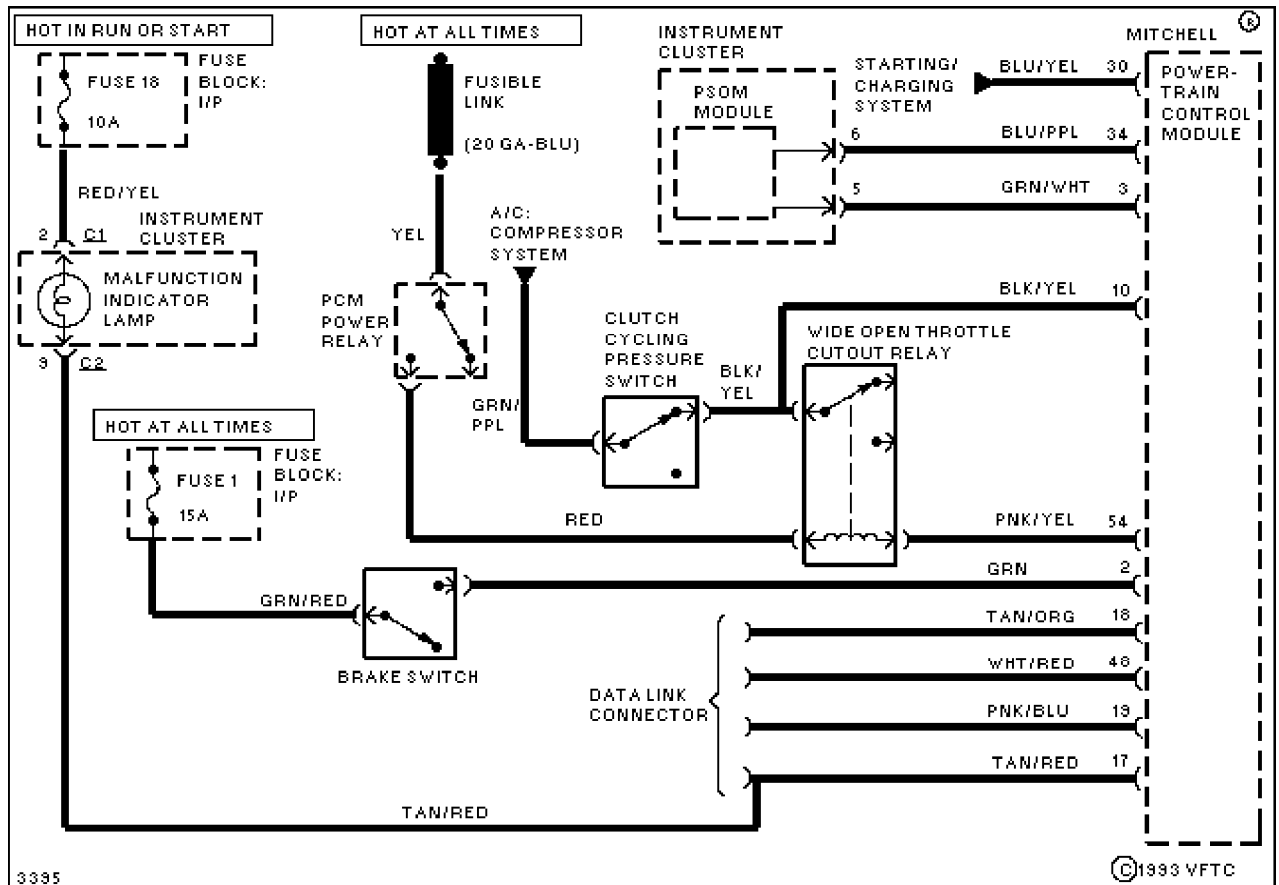 HOT IN RUN OR START
HOT AT ALL TIMES
INSTRUMENT
CLUSTER
MITCHELL
®
FUSE 18
10A
FUSE
BLOCK:
I/P
FUSIBLE
LINK
(20 GA-BLU)
PSOM
MODULE
STARTING/
CHARGING
SYSTEM
BLU/YEL 30
POWER-
TRAIN
CONTROL
MODULE
6
BLU/PPL 34
5
GRN/WHT 3
RED/YEL
2 C1
INSTRUMENT
CLUSTER
MALFUNCTION
INDICATOR
LAMP
9 C2
YEL
A/C:
COMPRESSOR
SYSTEM
PCM
POWER
RELAY
GRN/
PPL
CLUTCH
CYCLING
PRESSURE
SWITCH
BLK/
YEL
BLK/YEL 10
WIDE OPEN THROTTLE
CUTOUT RELAY
HOT AT ALL TIMES
FUSE 1
15A
FUSE
BLOCK:
I/P
RED
PNK/YEL 54
GRN 2
GRN/RED
BRAKE SWITCH
TAN/ORG 18
WHT/RED 48
DATA LINK
CONNECTOR
PNK/BLU 19
TAN/RED 17
TAN/RED
3395
©1993 VFTC